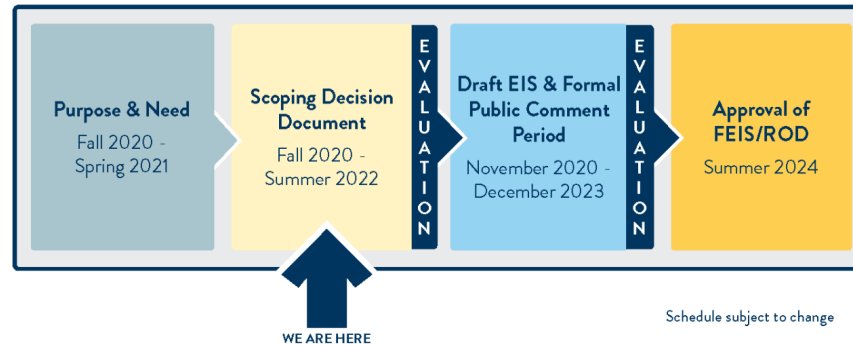 Purpose & Need
Fall 2020 -
Spring 2021
Scoping Decision
Document
Fall 2020 -
Summer 2022
EVALUATION
Draft EIS & Formal
Public Comment
Period
November 2020 -
December 2023
EVALUATION
Approval of
FEIS/ROD
Summer 2024
WE ARE HERE
Schedule subject to change